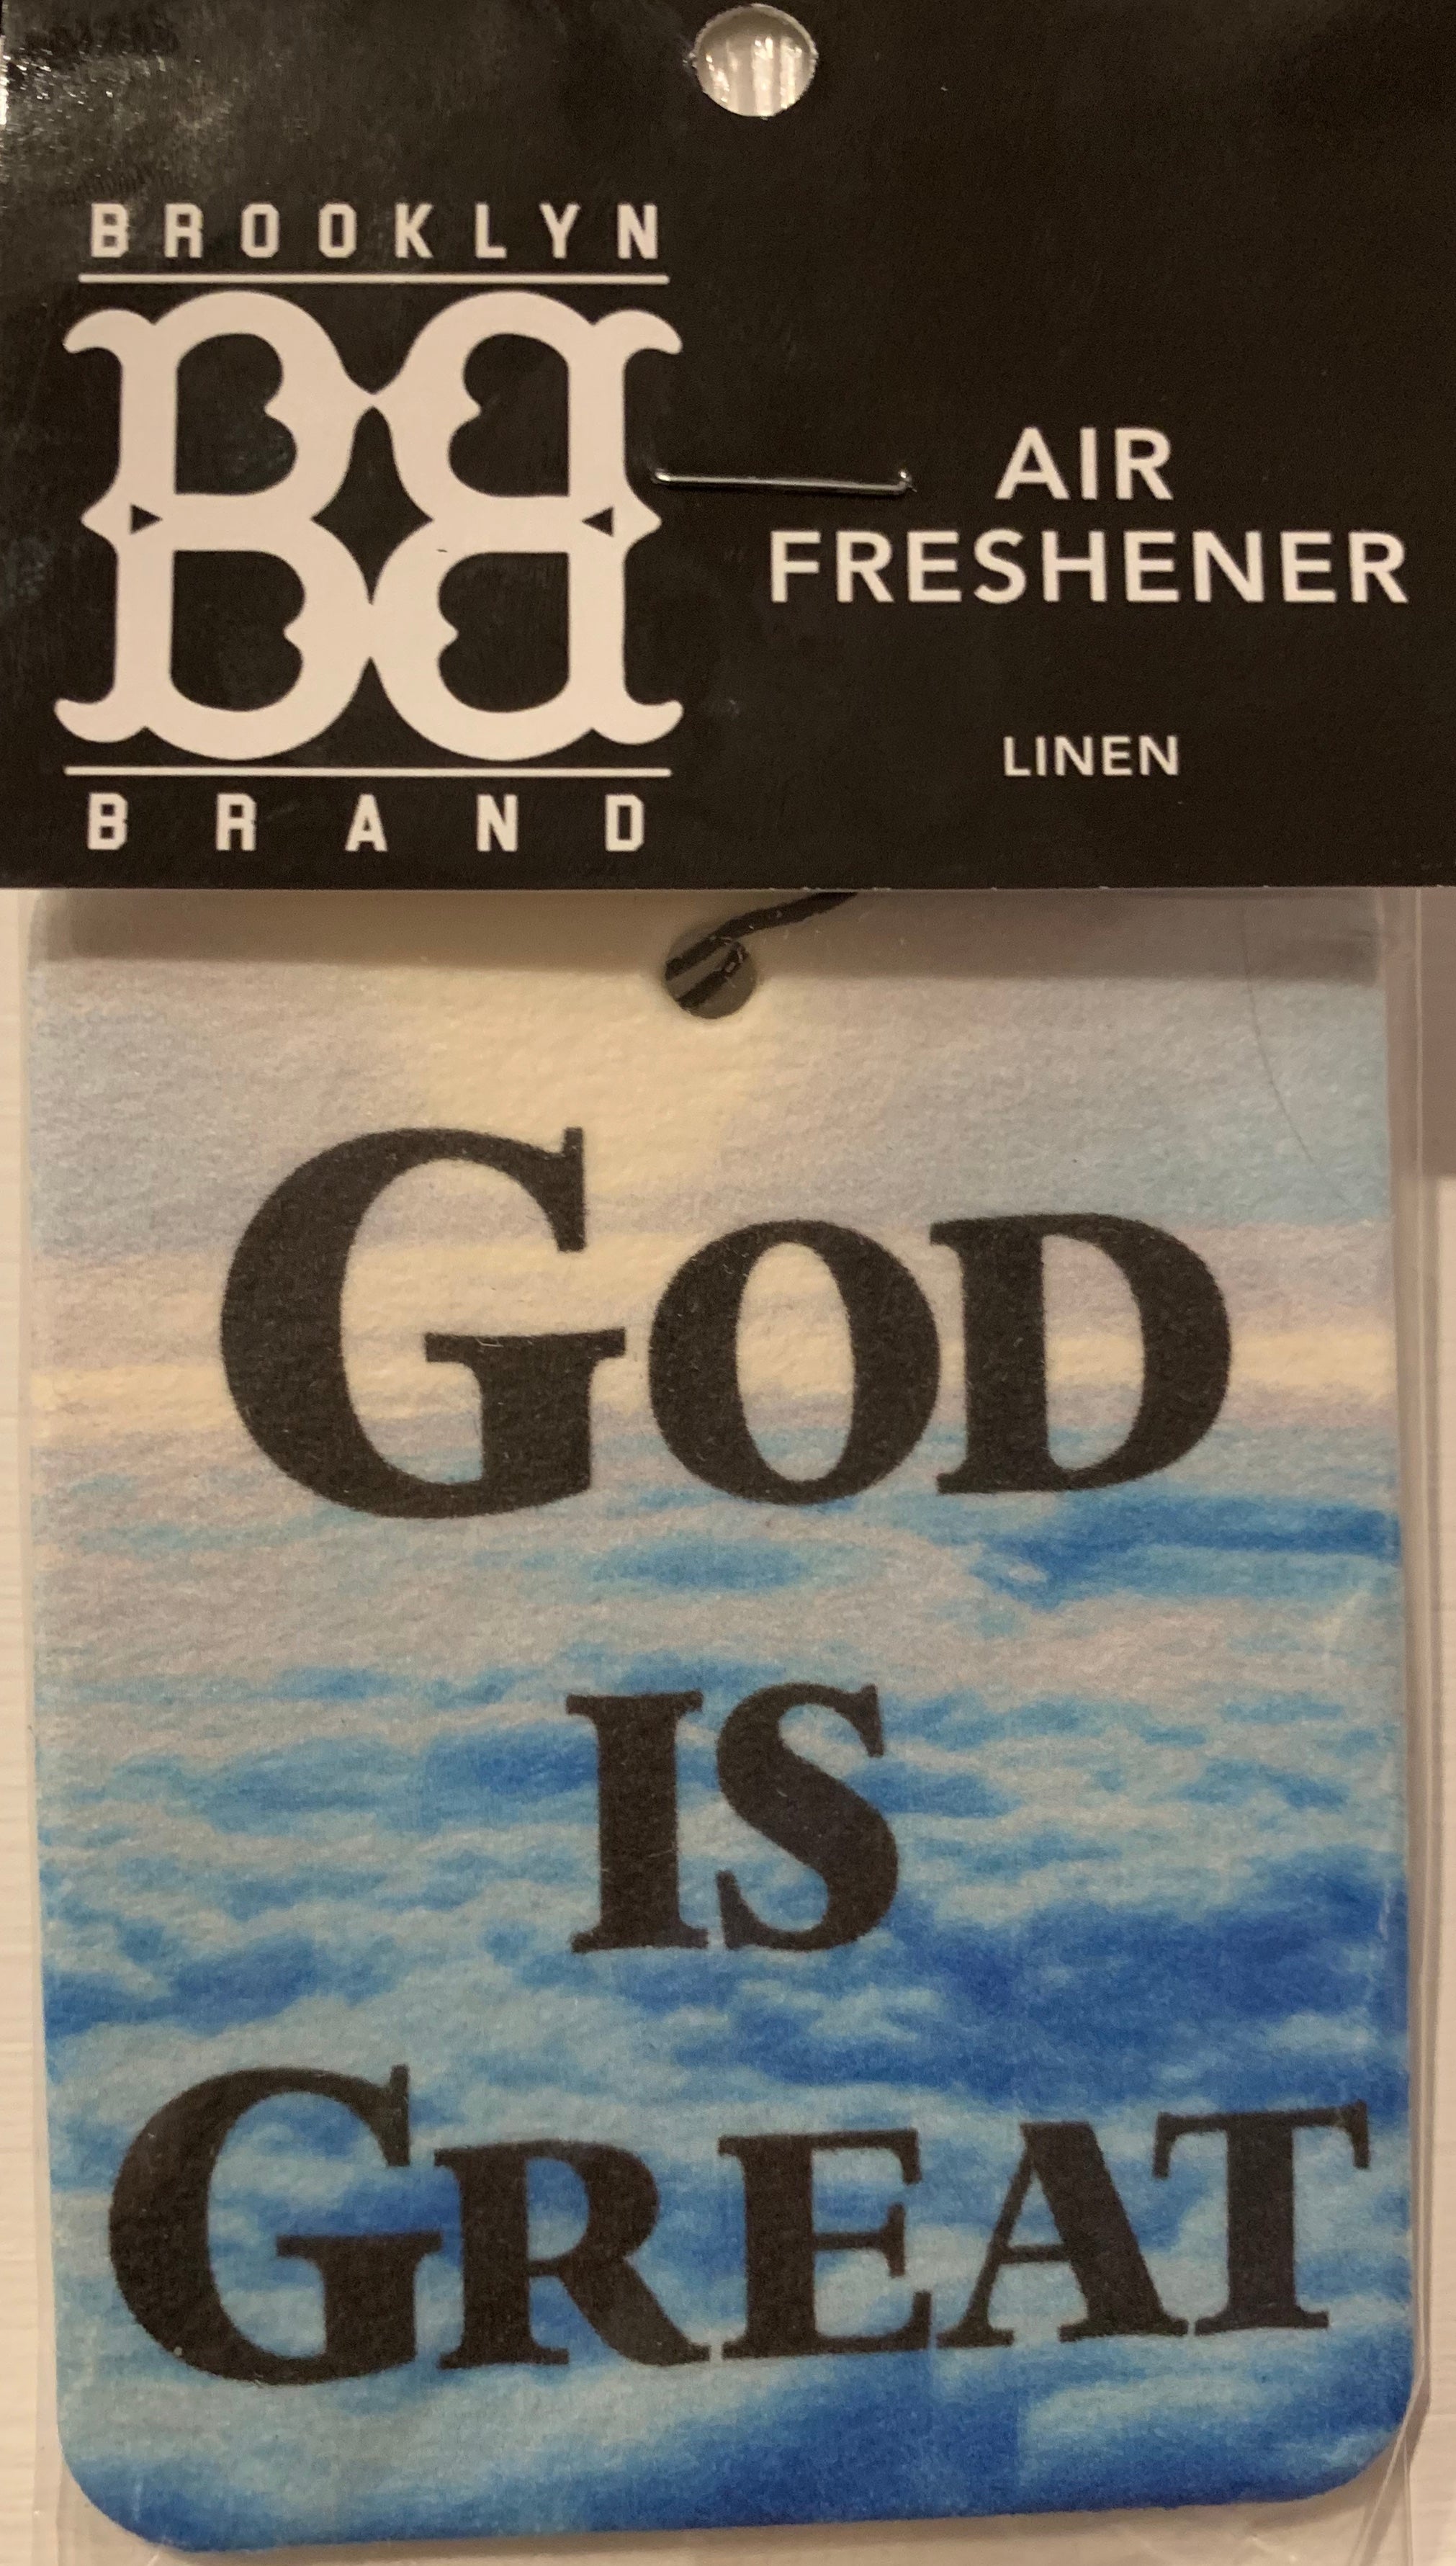 BROOKLYN
BB
BRAND
AIR
FRESHENER
LINEN
GOD
IS
GREAT